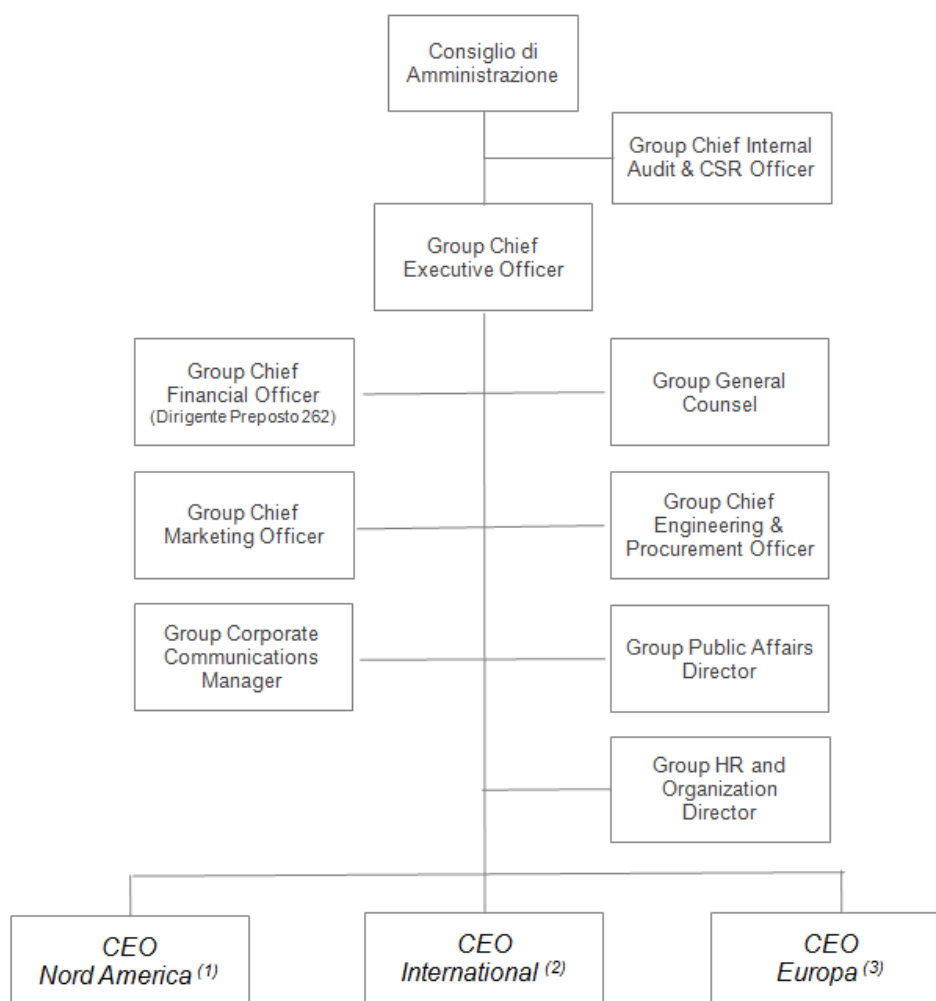 Consiglio di
Amministrazione
Group Chief Internal
Audit & CSR Officer
Group Chief
Executive Officer
Group Chief
Financial Officer
(Dirigente Preposto 262)
Group General
Counsel
Group Chief
Marketing Officer
Group Chief
Engineering &
Procurement Officer
Group Corporate
Communications
Manager
Group Public Affairs
Director
Group HR and
Organization
Director
CEO
Nord America (1)
CEO
International (2)
CEO
Europa (3)